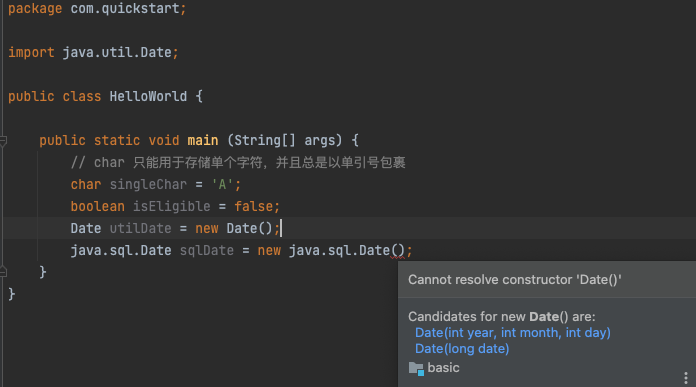 package com.quickstart;
import java.util.Date;
public class HelloWorld {
public static void main (String[] args) {
// char 只能用于存储单个字符，并且总是以单引号包裹
char singleChar = 'A';
boolean isEligible = false;
Date utilDate = new Date();
java.sql.Date sqlDate = new java.sql.Date();
}
}
Cannot resolve constructor 'Date()'
Candidates for new Date() are:
Date(int year, int month, int day)
Date(long date)
basic